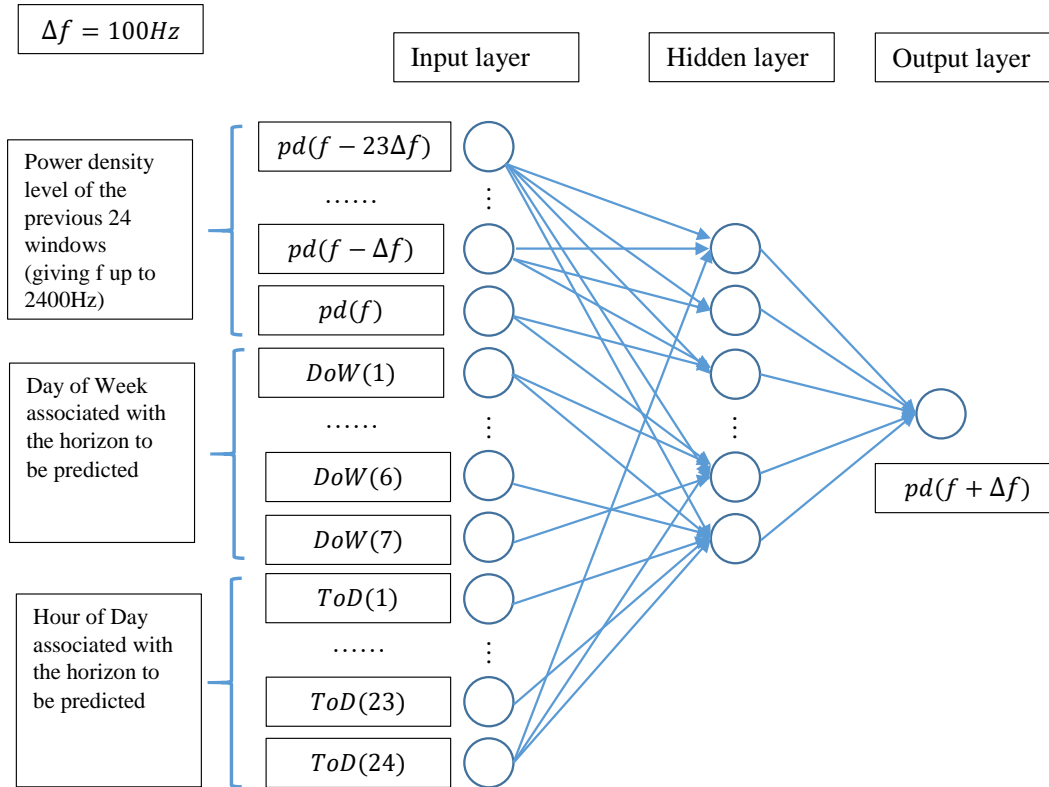 Δf = 100Hz
Input layer
Hidden layer
Output layer
Power density
level of the
previous 24
windows
(giving f up to
2400Hz)
pd(f − 23Δf)
……
pd(f − Δf)
pd(f)
Day of Week
associated with
the horizon to
be predicted
DoW(1)
……
DoW(6)
DoW(7)
Hour of Day
associated with
the horizon to
be predicted
ToD(1)
……
ToD(23)
ToD(24)
pd(f + Δf)